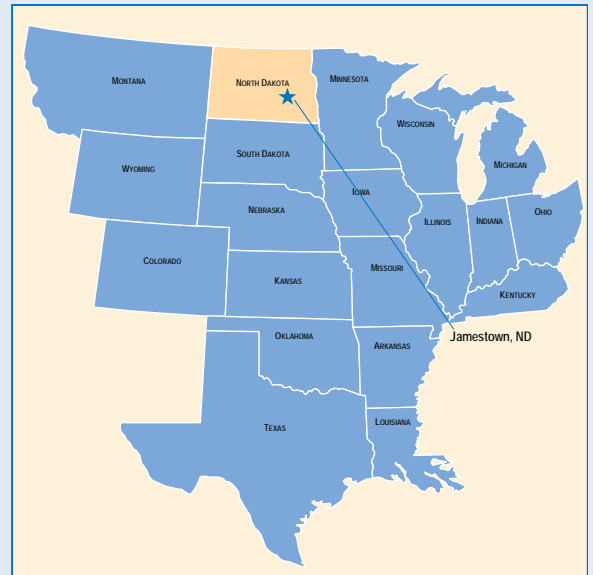 MONTANA
NORTH DAKOTA
MINNESOTA
WISCONSIN
MICHIGAN
SOUTH DAKOTA
WYOMING
IOWA
NEBRASKA
ILLINOIS
INDIANA
OHIO
COLORADO
MISSOURI
KANSAS
KENTUCKY
Jamestown, ND
OKLAHOMA
ARKANSAS
LOUISIANA
TEXAS